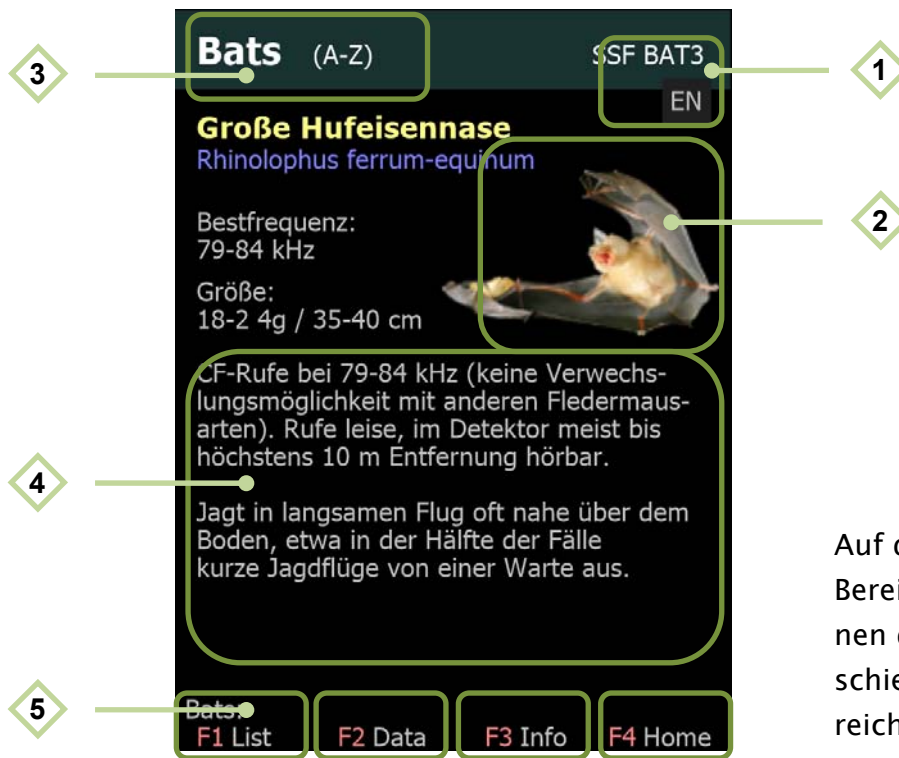 Bats (A-Z)
SSF BAT3
EN
Große Hufeisennase
Rhinolophus ferrum-equinum
Bestfrequenz:
79-84 kHz
Größe:
18-2 4g / 35-40 cm
CF-Rufe bei 79-84 kHz (keine Verwechs-
lungsmöglichkeit mit anderen Fledermaus-
arten). Rufe leise, im Detektor meist bis
höchstens 10 m Entfernung hörbar.
Jagt in langsamen Flug oft nahe über dem
Boden, etwa in der Hälfte der Fälle
kurze Jagdflüge von einer Warte aus.
Bats:
F1 List F2 Data F3 Info F4 Home
3
1
2
4
5
Auf
Berei
nen
schie
reich